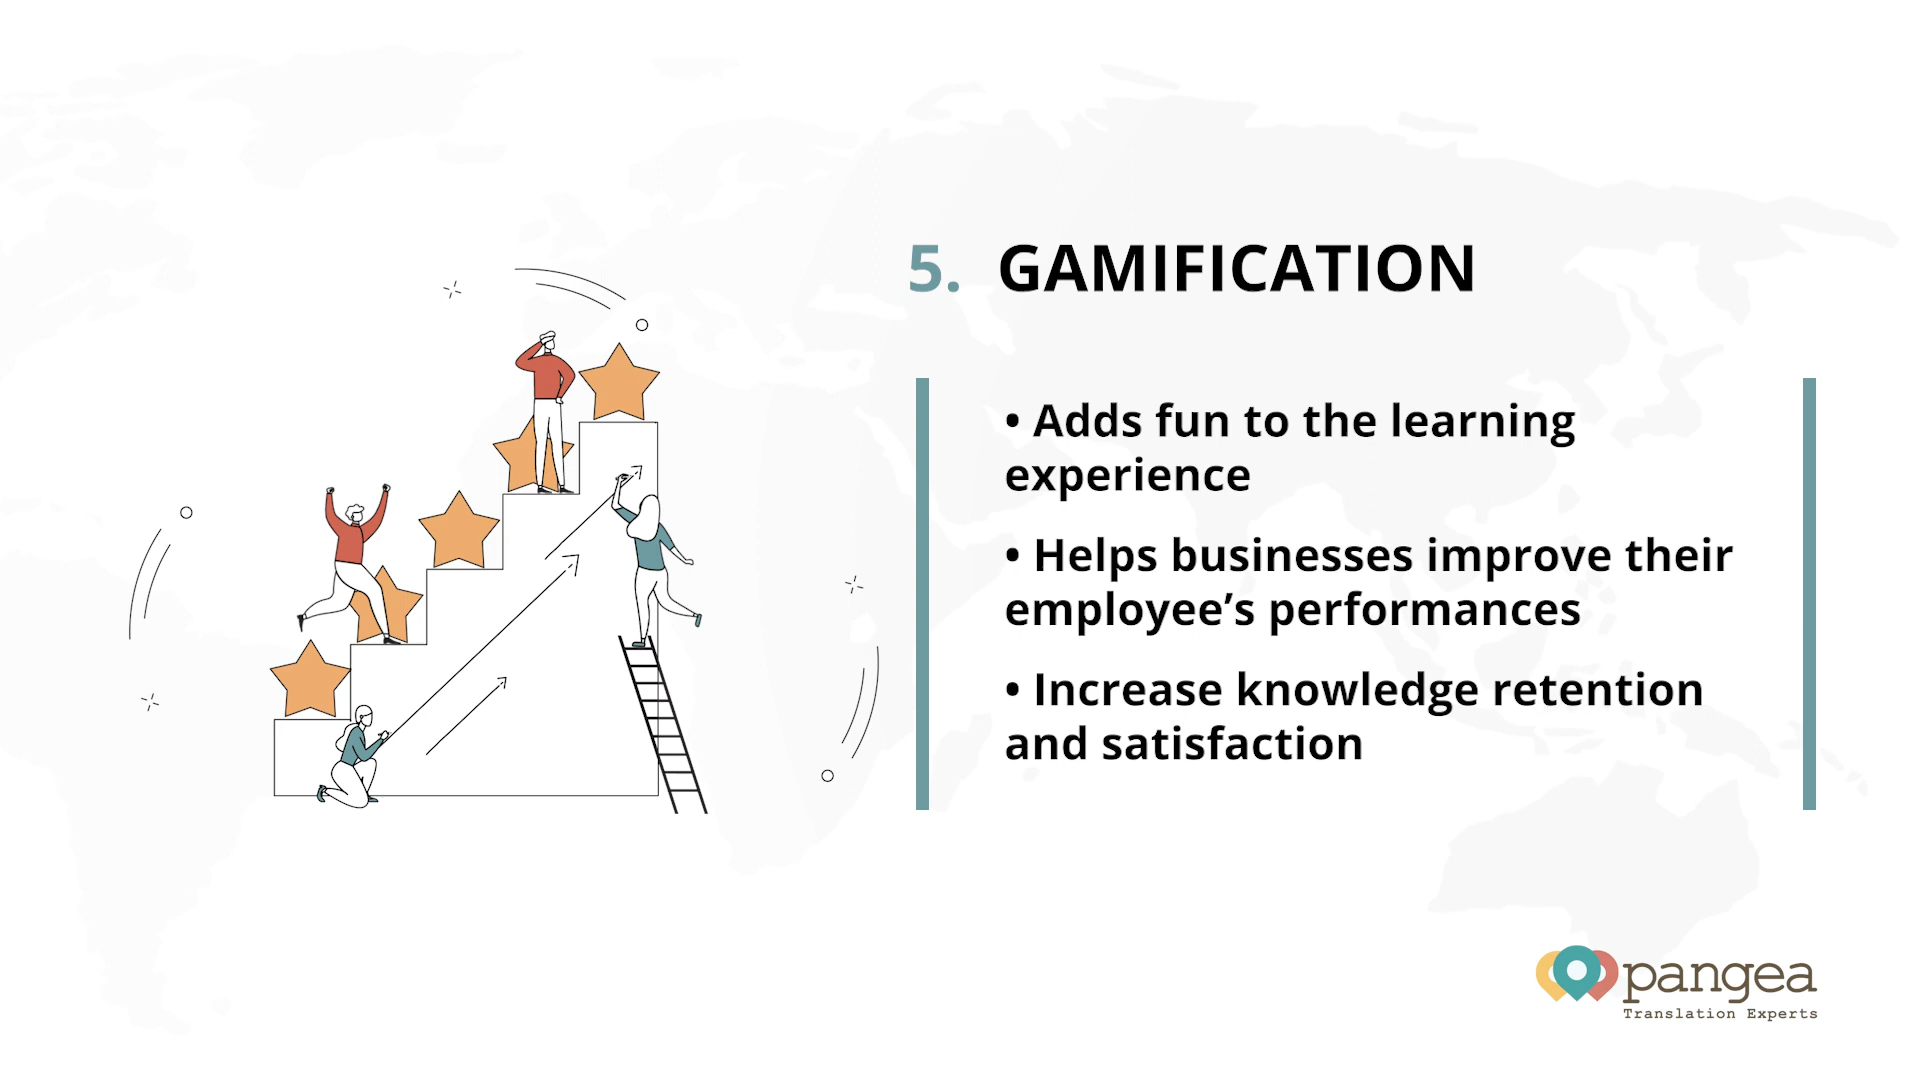 5. GAMIFICATION
• Adds fun to the learning
experience
• Helps businesses improve their
employee’s performances
• Increase knowledge retention
and satisfaction
pangea
Translation Experts